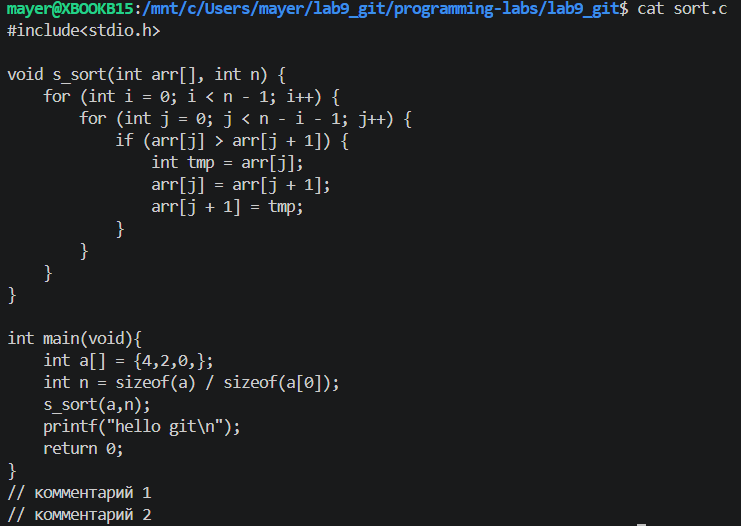 mayer@XBOOKB15:/mnt/c/Users/mayer/lab9_git/programming-labs/lab9_git$ cat sort.c
#include<stdio.h>

void s_sort(int arr[], int n) {
    for (int i = 0; i < n - 1; i++) {
        for (int j = 0; j < n - i - 1; j++) {
            if (arr[j] > arr[j + 1]) {
                int tmp = arr[j];
                arr[j] = arr[j + 1];
                arr[j + 1] = tmp;
            }
        }
    }
}

int main(void){
    int a[] = {4,2,0,};
    int n = sizeof(a) / sizeof(a[0]);
    s_sort(a,n);
    printf("hello git\n");
    return 0;
}
// комментарий 1
// комментарий 2